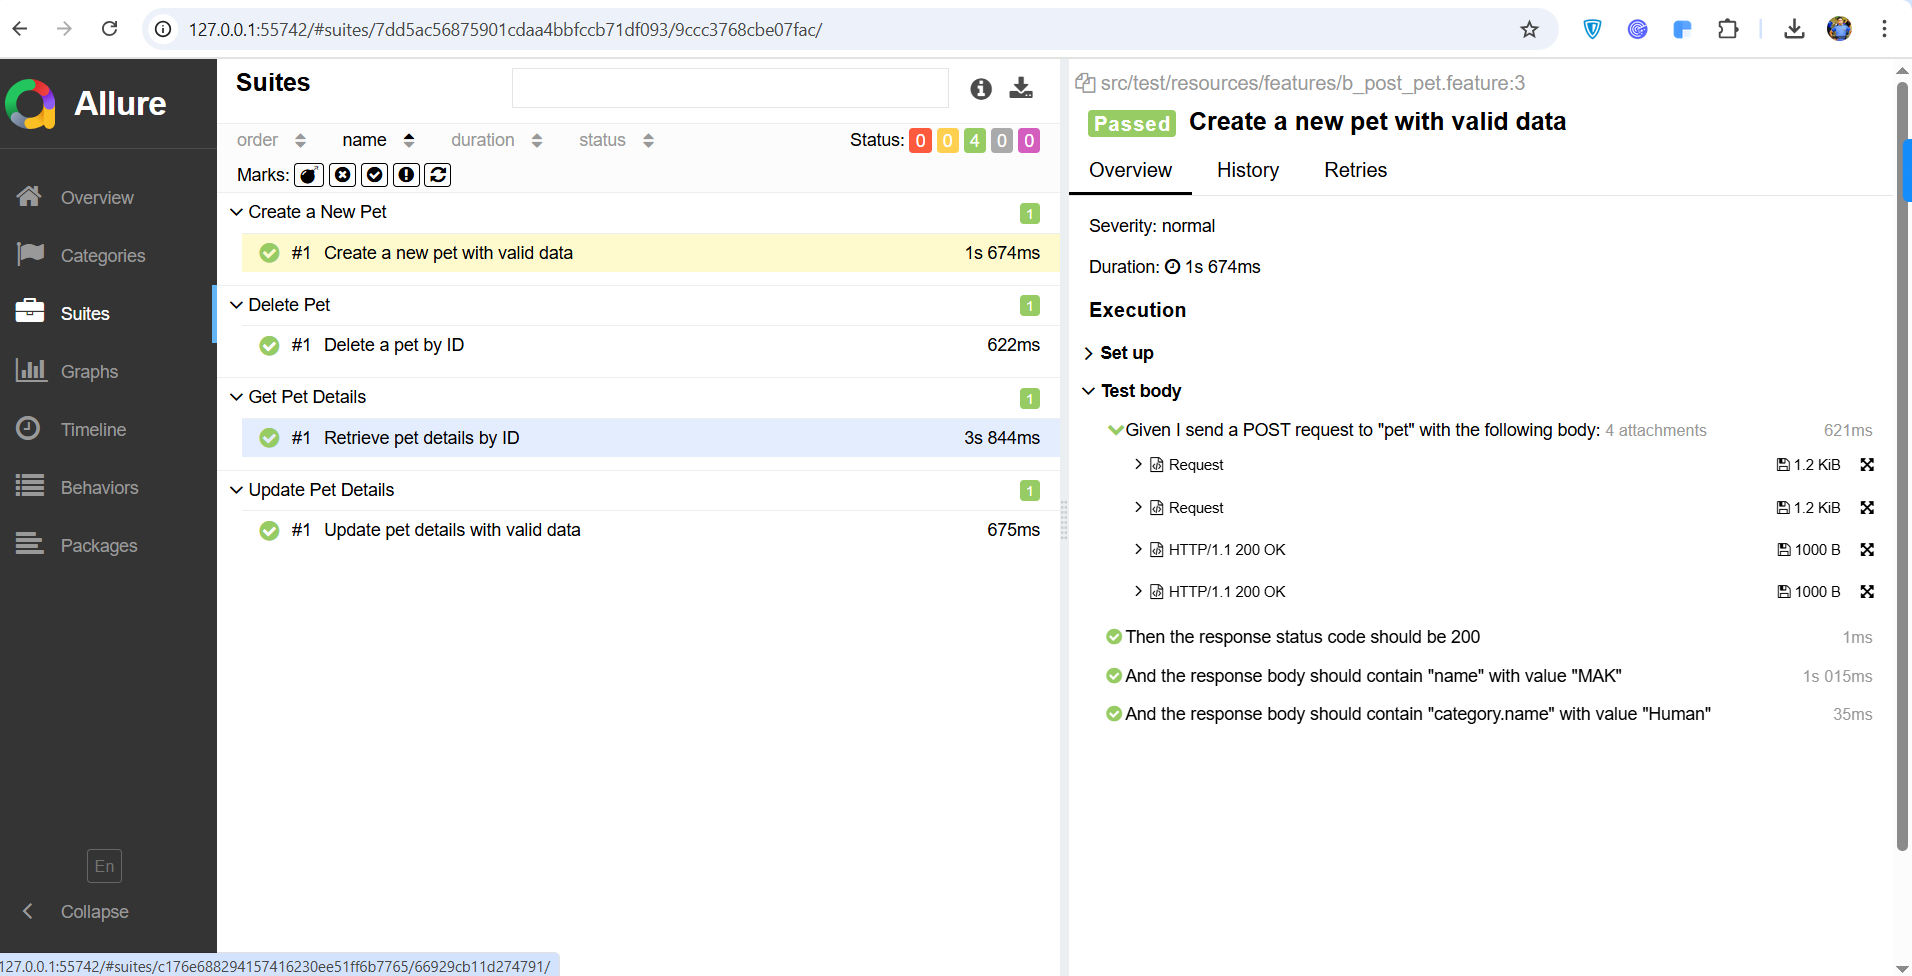 127.0.0.1:55742/#suites/7dd5ac56875901cdaa4bbfccb71df093/9ccc3768cbe07fac/
Allure
Overview
Categories
Suites
Graphs
Timeline
Behaviors
Packages
En
Collapse
Suites
order name duration status Status: 0 0 4 0 0
Marks:
Create a New Pet 1
#1 Create a new pet with valid data 1s 674ms
Delete Pet 1
#1 Delete a pet by ID 622ms
Get Pet Details 1
#1 Retrieve pet details by ID 3s 844ms
Update Pet Details 1
#1 Update pet details with valid data 675ms
src/test/resources/features/b_post_pet.feature:3
Passed Create a new pet with valid data
Overview History Retries
Severity: normal
Duration: 1s 674ms
Execution
Set up
Test body
Given I send a POST request to "pet" with the following body: 4 attachments 621ms
Request 1.2 KiB
Request 1.2 KiB
HTTP/1.1 200 OK 1000 B
HTTP/1.1 200 OK 1000 B
Then the response status code should be 200 1ms
And the response body should contain "name" with value "MAK" 1s 015ms
And the response body should contain "category.name" with value "Human" 35ms
127.0.0.1:55742/#suites/c176e688294157416230ee51ff6b7765/66929cb11d274791/